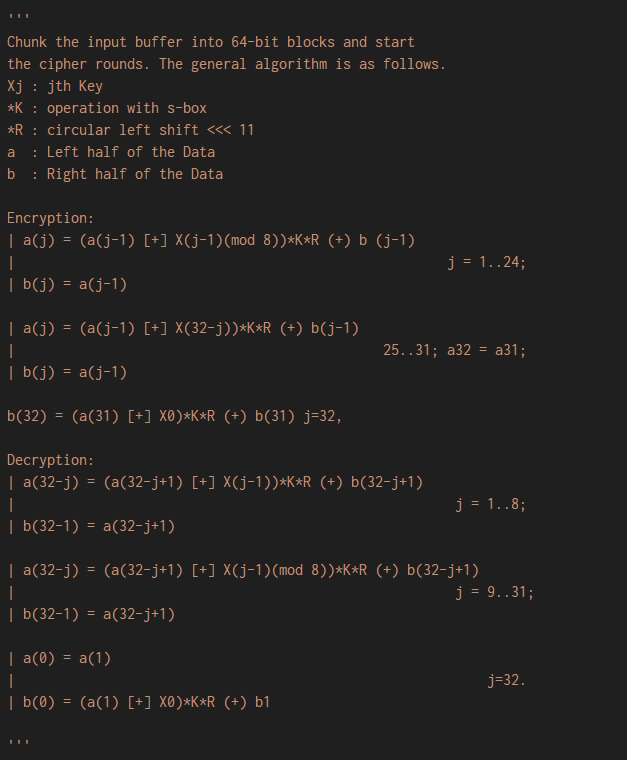 '''
Chunk the input buffer into 64-bit blocks and start
the cipher rounds. The general algorithm is as follows.
Xj : jth Key
*K : operation with s-box
*R : circular left shift <<< 11
a  : Left half of the Data
b  : Right half of the Data
Encryption:
| a(j) = (a(j-1) [+] X(j-1)(mod 8))*K*R (+) b (j-1)
|                                                      j = 1..24;
| b(j) = a(j-1)
| a(j) = (a(j-1) [+] X(32-j))*K*R (+) b(j-1)
|                                              25..31; a32 = a31;
| b(j) = a(j-1)
b(32) = (a(31) [+] X0)*K*R (+) b(31) j=32,
Decryption:
| a(32-j) = (a(32-j+1) [+] X(j-1))*K*R (+) b(32-j+1)
|                                                       j = 1..8;
| b(32-1) = a(32-j+1)
| a(32-j) = (a(32-j+1) [+] X(j-1)(mod 8))*K*R (+) b(32-j+1)
|                                                       j = 9..31;
| b(32-1) = a(32-j+1)
| a(0) = a(1)
|                                                           j=32.
| b(0) = (a(1) [+] X0)*K*R (+) b1
'''